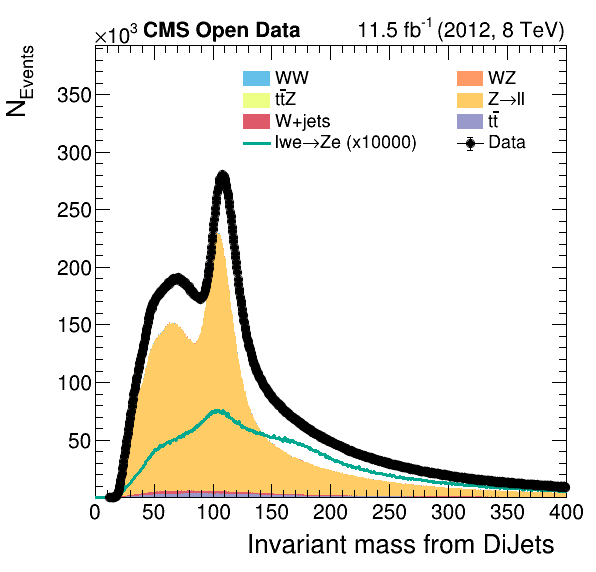 ×10³ CMS Open Data 11.5 fb⁻¹ (2012, 8 TeV)
N_Events
WW WZ
tt̄Z Z→ll
W+jets tt̄
lwe→Ze (x10000) Data
350
300
250
200
150
100
50
0 50 100 150 200 250 300 350 400
Invariant mass from DiJets